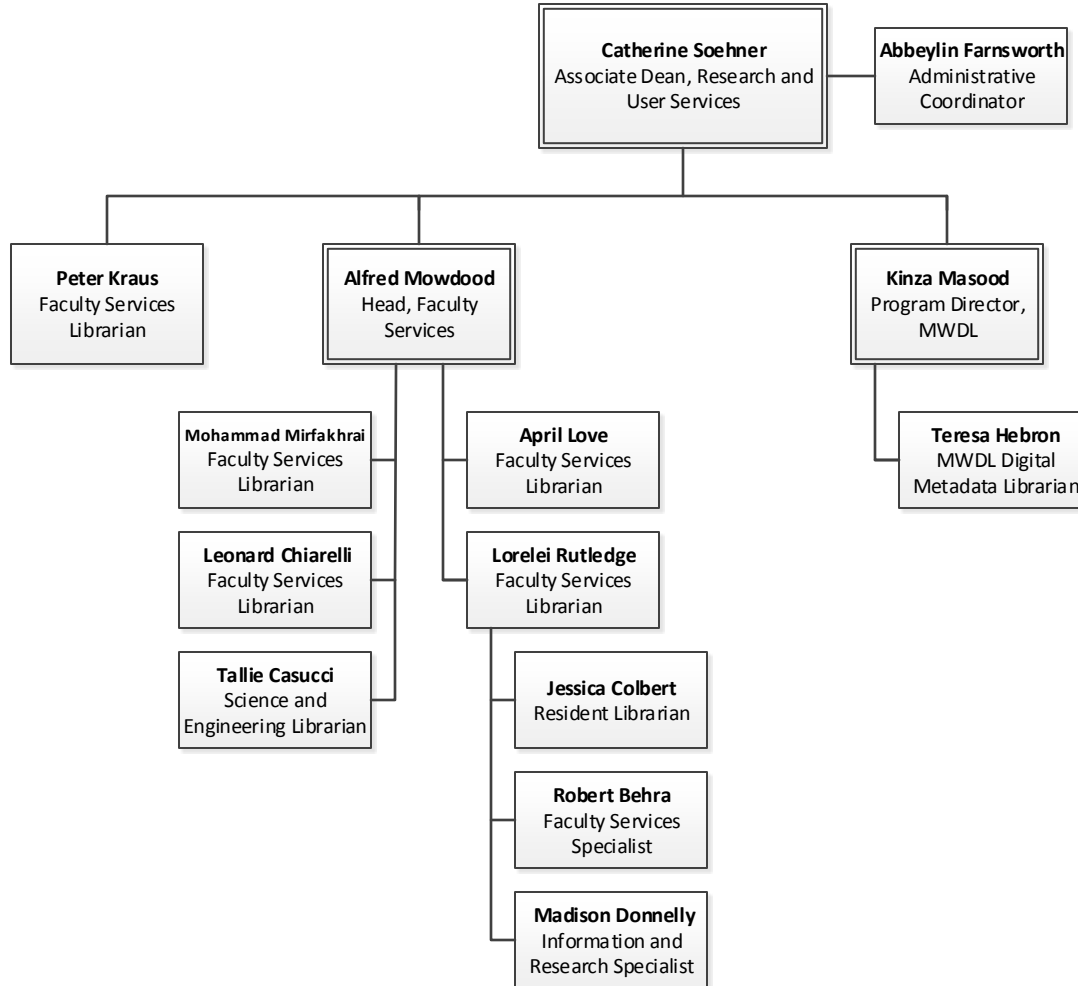 Catherine Soehner
Associate Dean, Research and
User Services
Abbeylin Farnsworth
Administrative
Coordinator
Peter Kraus
Faculty Services
Librarian
Alfred Mowdood
Head, Faculty
Services
Kinza Masood
Program Director,
MWDL
Mohammad Mirfakhrai
Faculty Services
Librarian
April Love
Faculty Services
Librarian
Teresa Hebron
MWDL Digital
Metadata Librarian
Leonard Chiarelli
Faculty Services
Librarian
Lorelei Rutledge
Faculty Services
Librarian
Tallie Casucci
Science and
Engineering Librarian
Jessica Colbert
Resident Librarian
Robert Behra
Faculty Services
Specialist
Madison Donnelly
Information and
Research Specialist